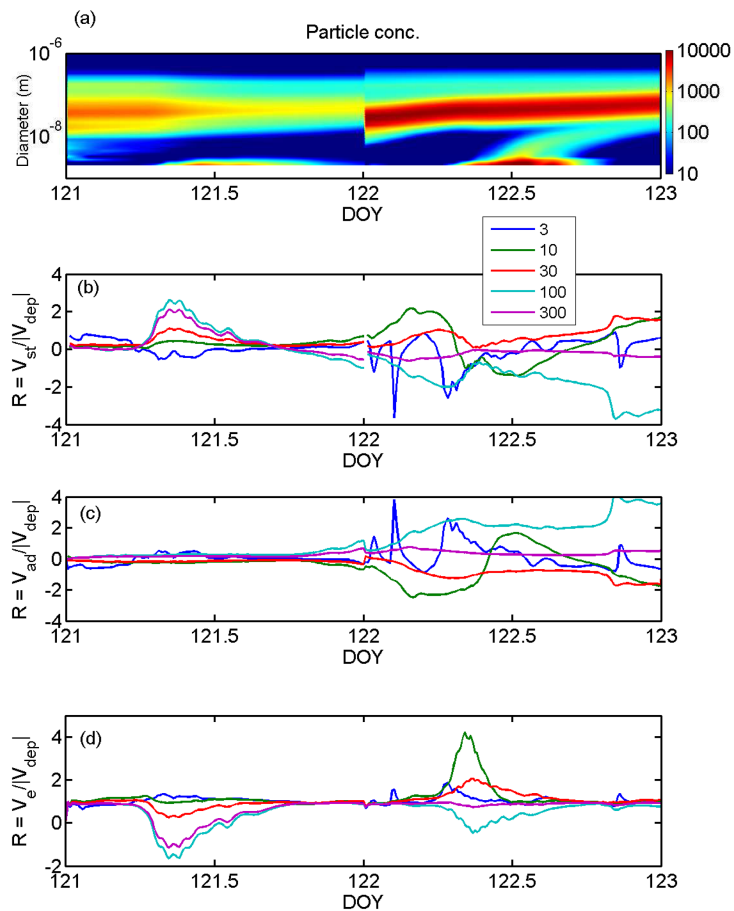 (a)
Particle conc.
10^-6
10^-8
Diameter (m)
121 121.5 122 122.5 123
DOY
10000
1000
100
10
3
10
30
100
300
(b)
4
2
0
-2
-4
R = V_st/|V_dep|
121 121.5 122 122.5 123
DOY
(c)
4
2
0
-2
-4
R = V_ad/|V_dep|
121 121.5 122 122.5 123
DOY
(d)
4
2
0
-2
R = V_e/|V_dep|
121 121.5 122 122.5 123
DOY